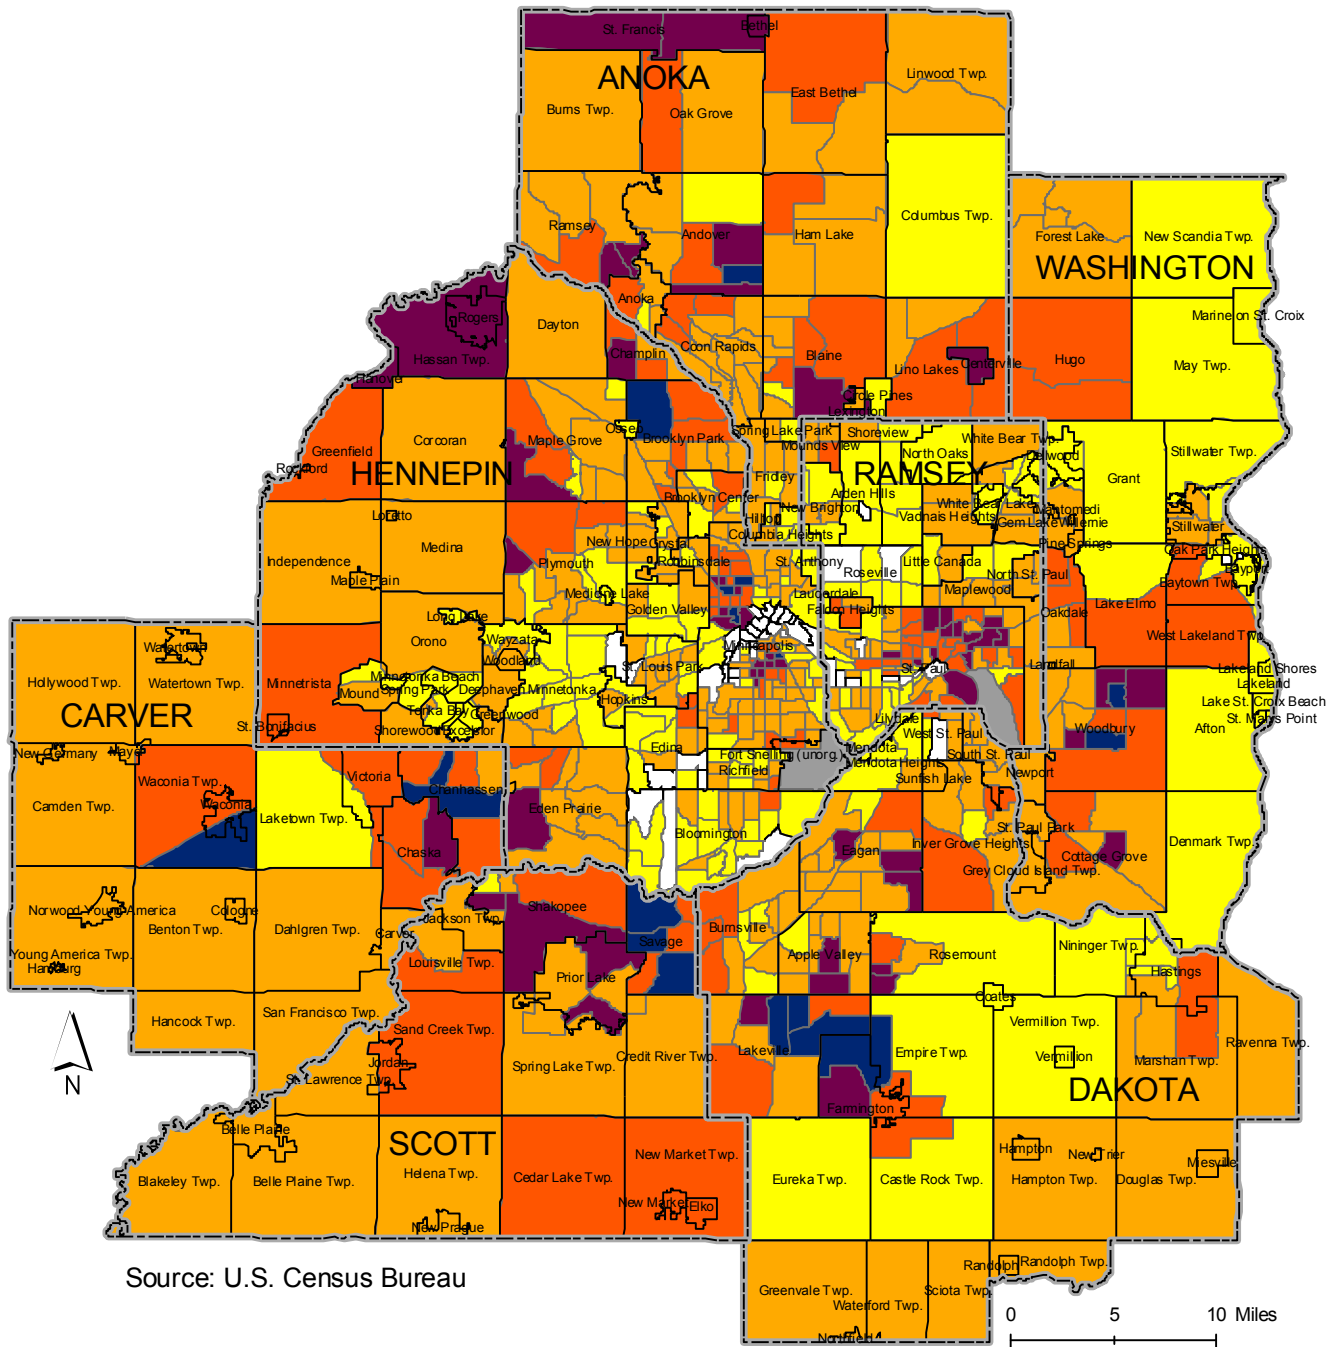 St. Francis
Bethel
ANOKA
Linwood Twp.
East Bethel
Burns Twp.
Oak Grove
Columbus Twp.
Ramsey
Andover
Ham Lake
Forest Lake
New Scandia Twp.
WASHINGTON
Anoka
Rogers
Dayton
Marine on St. Croix
Coon Rapids
Hassan Twp.
Champlin
Blaine
Lino Lakes
Centerville
Hugo
May Twp.
Hanover
Circle Pines
Lexington
Osseo
Spring Lake Park
Shoreview
Corcoran
Maple Grove
Brooklyn Park
Mounds View
White Bear Twp.
Greenfield
North Oaks
Dellwood
Stillwater Twp.
Rockford
HENNEPIN
RAMSEY
Fridley
Grant
Brooklyn Center
Arden Hills
White Bear Lake
New Brighton
Mahtomedi
Loretto
Hilltop
Vadnais Heights
Gem Lake
Willernie
Stillwater
Columbia Heights
Medina
New Hope
Crystal
Pine Springs
Oak Park Heights
Independence
Plymouth
Robbinsdale
St. Anthony
Roseville
Little Canada
Bayport
Maple Plain
North St. Paul
Baytown Twp.
Medicine Lake
Lauderdale
Maplewood
Golden Valley
Falcon Heights
Oakdale
Lake Elmo
Long Lake
Orono
Wayzata
West Lakeland Twp.
Watertown
Minneapolis
Woodland
St. Louis Park
St. Paul
Landfall
Lakeland Shores
Hollywood Twp.
Watertown Twp.
Minnetrista
Minnetonka Beach
Lakeland
Mound
Spring Park
Deephaven
Minnetonka
Hopkins
Lake St. Croix Beach
CARVER
Tonka Bay
Greenwood
Lilydale
St. Marys Point
St. Bonifacius
Shorewood
Excelsior
West St. Paul
Woodbury
Afton
New Germany
Mayer
Edina
Mendota
Fort Snelling (unorg.)
South St. Paul
Mendota Heights
Richfield
Newport
Victoria
Sunfish Lake
Waconia Twp.
Chanhassen
Camden Twp.
Waconia
Eden Prairie
Laketown Twp.
St. Paul Park
Bloomington
Denmark Twp.
Chaska
Eagan
Inver Grove Heights
Cottage Grove
Grey Cloud Island Twp.
Norwood Young America
Cologne
Shakopee
Jackson Twp.
Benton Twp.
Dahlgren Twp.
Carver
Burnsville
Savage
Nininger Twp.
Young America Twp.
Apple Valley
Rosemount
Louisville Twp.
Hamburg
Prior Lake
Hastings
Coates
San Francisco Twp.
Hancock Twp.
Sand Creek Twp.
Vermillion Twp.
Ravenna Twp.
Lakeville
Empire Twp.
Credit River Twp.
Vermillion
Marshan Twp.
Jordan
Spring Lake Twp.
N
St. Lawrence Twp.
DAKOTA
Farmington
Belle Plaine
SCOTT
Hampton
New Trier
New Market Twp.
Miesville
Helena Twp.
Cedar Lake Twp.
Blakeley Twp.
Belle Plaine Twp.
Eureka Twp.
Castle Rock Twp.
Hampton Twp.
Douglas Twp.
New Market
Elko
New Prague
Randolph
Randolph Twp.
Source: U.S. Census Bureau
Greenvale Twp.
Sciota Twp.
Waterford Twp.
0 5 10 Miles
Northfield